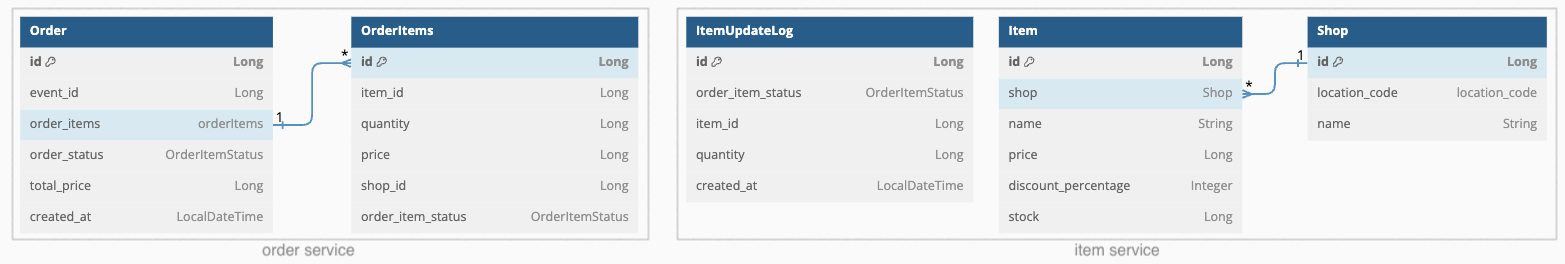 Order
id Long
event_id Long
order_items orderItems
order_status OrderItemStatus
total_price Long
created_at LocalDateTime
1
*
OrderItems
id Long
item_id Long
quantity Long
price Long
shop_id Long
order_item_status OrderItemStatus
order service
ItemUpdateLog
id Long
order_item_status OrderItemStatus
item_id Long
quantity Long
created_at LocalDateTime
Item
id Long
shop Shop
name String
price Long
discount_percentage Integer
stock Long
*
1
Shop
id Long
location_code location_code
name String
item service